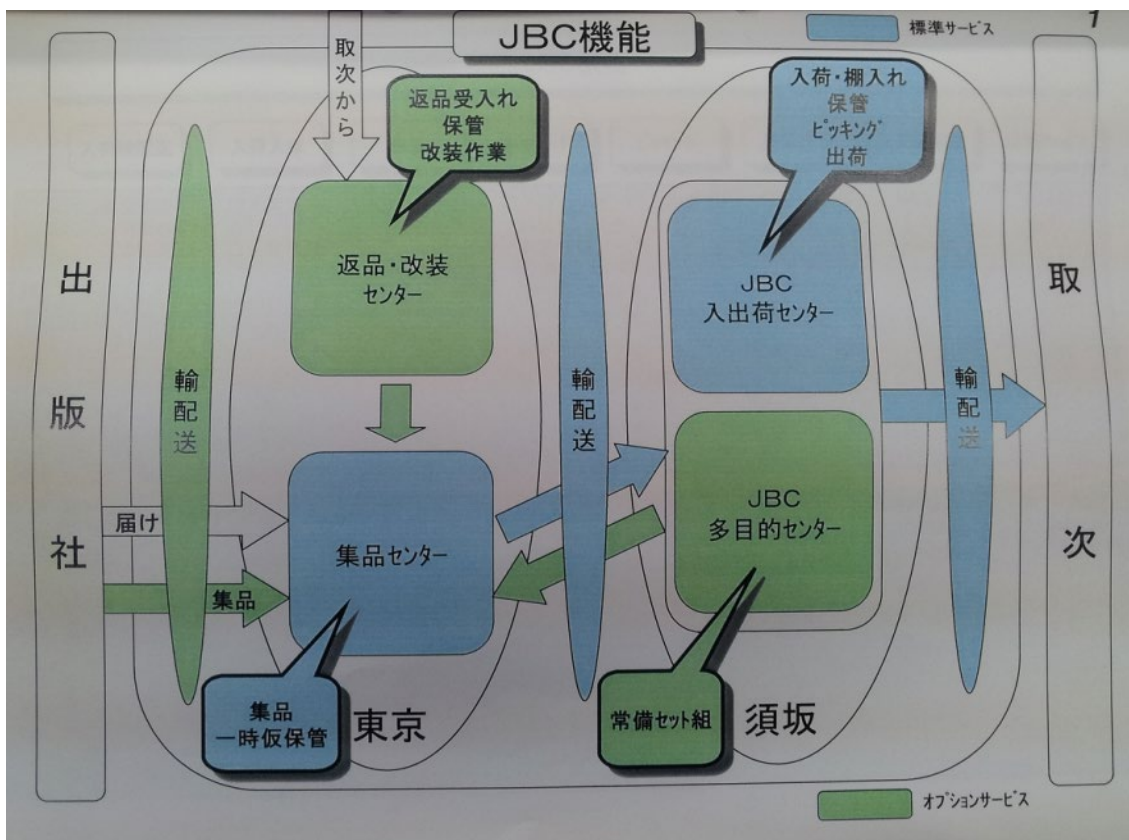 1
JBC機能
標準サービス
取次から
返品受入れ
保管
改装作業
入荷・棚入れ
保管
ピッキング
出荷
出版社
輸配送
返品・改装
センター
輸配送
JBC
入出荷センター
輸配送
取次
届け
集品
集品センター
JBC
多目的センター
集品
一時仮保管
東京
常備セット組
須坂
オプションサービス